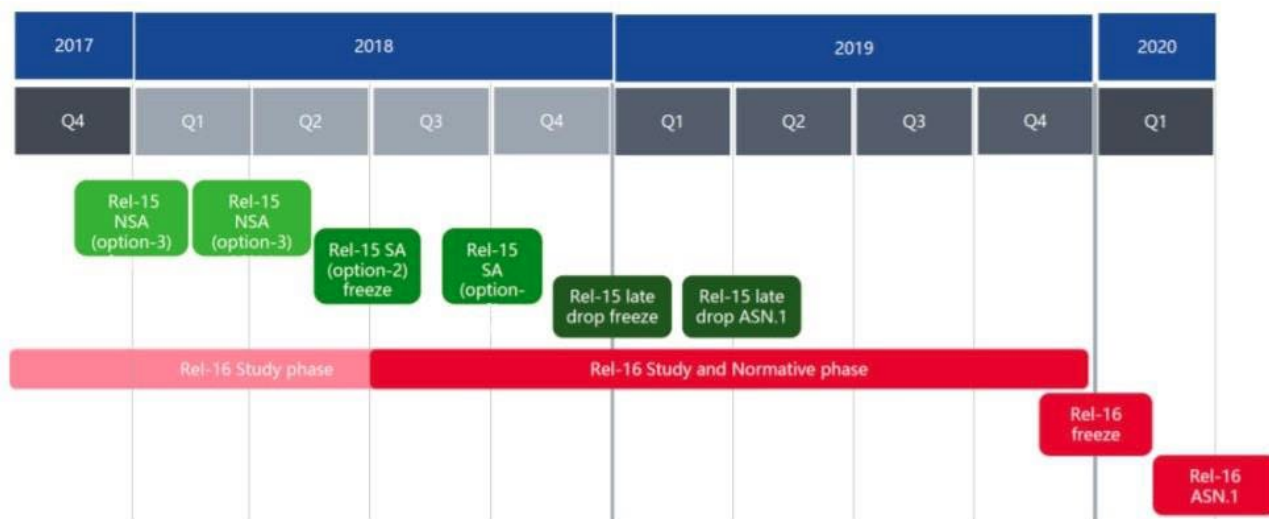 2017
2018
2019
2020
Q4
Q1
Q2
Q3
Q4
Q1
Q2
Q3
Q4
Q1
Rel-15
NSA
(option-3)
Rel-15
NSA
(option-3)
Rel-15 SA
(option-2)
freeze
Rel-15
SA
(option-
Rel-15 late
drop freeze
Rel-15 late
drop ASN.1
Rel-16 Study phase
Rel-16 Study and Normative phase
Rel-16
freeze
Rel-16
ASN.1